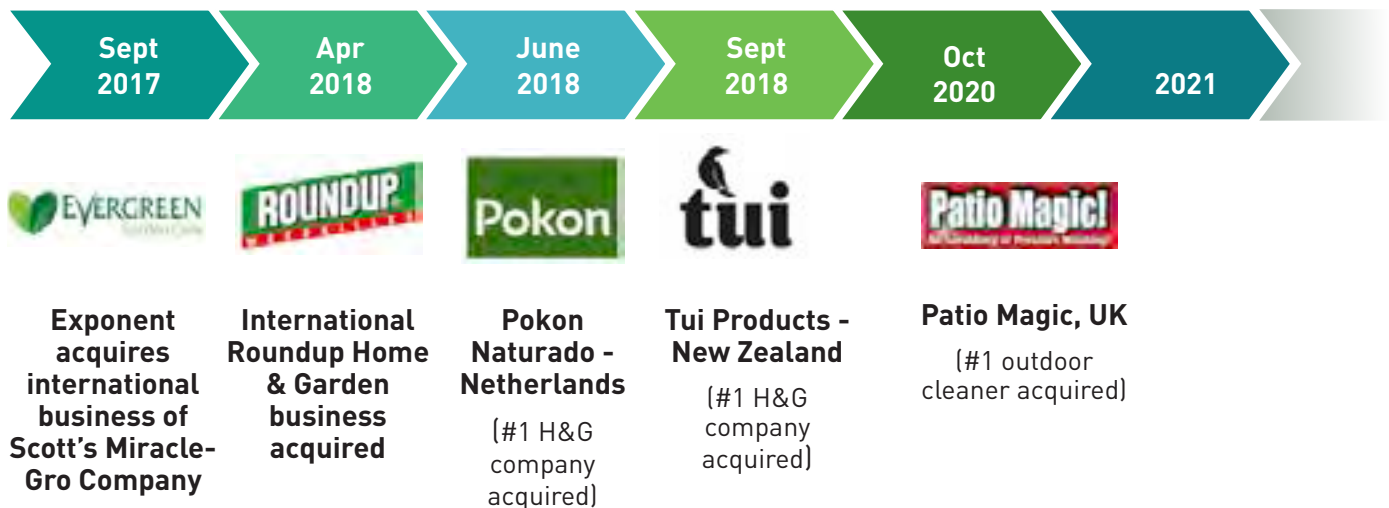 Sept
2017
Apr
2018
June
2018
Sept
2018
Oct
2020
2021
EVERGREEN
ROUNDUP
WEEDKILLER
Pokon
tui
Patio Magic!
Exponent
acquires
international
business of
Scott’s Miracle-
Gro Company
International
Roundup Home
& Garden
business
acquired
Pokon
Naturado -
Netherlands
(#1 H&G
company
acquired)
Tui Products -
New Zealand
(#1 H&G
company
acquired)
Patio Magic, UK
(#1 outdoor
cleaner acquired)